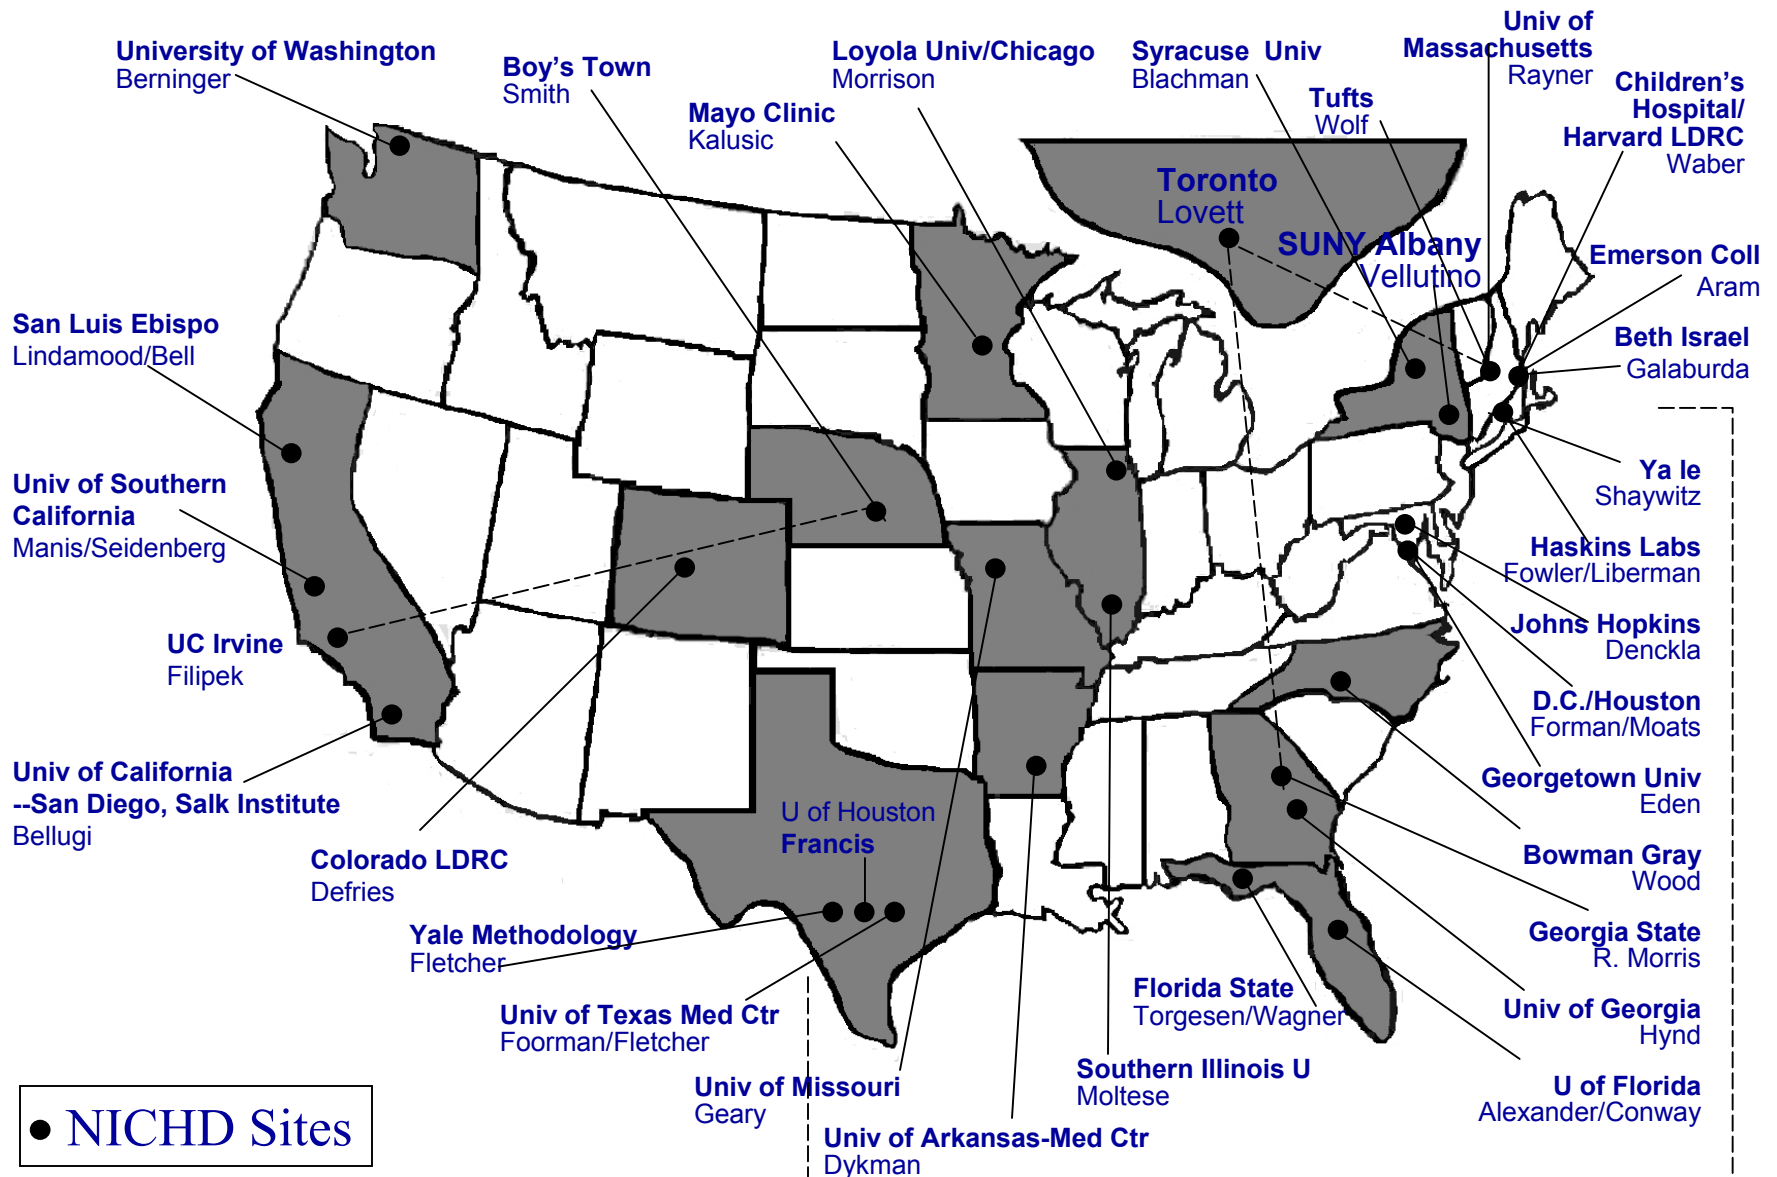 University of Washington
Berninger
Boy's Town
Smith
Mayo Clinic
Kalusic
Loyola Univ/Chicago
Morrison
Syracuse Univ
Blachman
Tufts
Wolf
Univ of
Massachusetts
Rayner
Children's
Hospital/
Harvard LDRC
Waber
Toronto
Lovett
SUNY Albany
Vellutino
Emerson Coll
Aram
Beth Israel
Galaburda
San Luis Ebispo
Lindamood/Bell
Univ of Southern
California
Manis/Seidenberg
UC Irvine
Filipek
Univ of California
--San Diego, Salk Institute
Bellugi
Colorado LDRC
Defries
U of Houston
Francis
Yale Methodology
Fletcher
Univ of Texas Med Ctr
Foorman/Fletcher
Univ of Missouri
Geary
Univ of Arkansas-Med Ctr
Dykman
Southern Illinois U
Moltese
Florida State
Torgesen/Wagner
Ya le
Shaywitz
Haskins Labs
Fowler/Liberman
Johns Hopkins
Denckla
D.C./Houston
Forman/Moats
Georgetown Univ
Eden
Bowman Gray
Wood
Georgia State
R. Morris
Univ of Georgia
Hynd
U of Florida
Alexander/Conway
• NICHD Sites